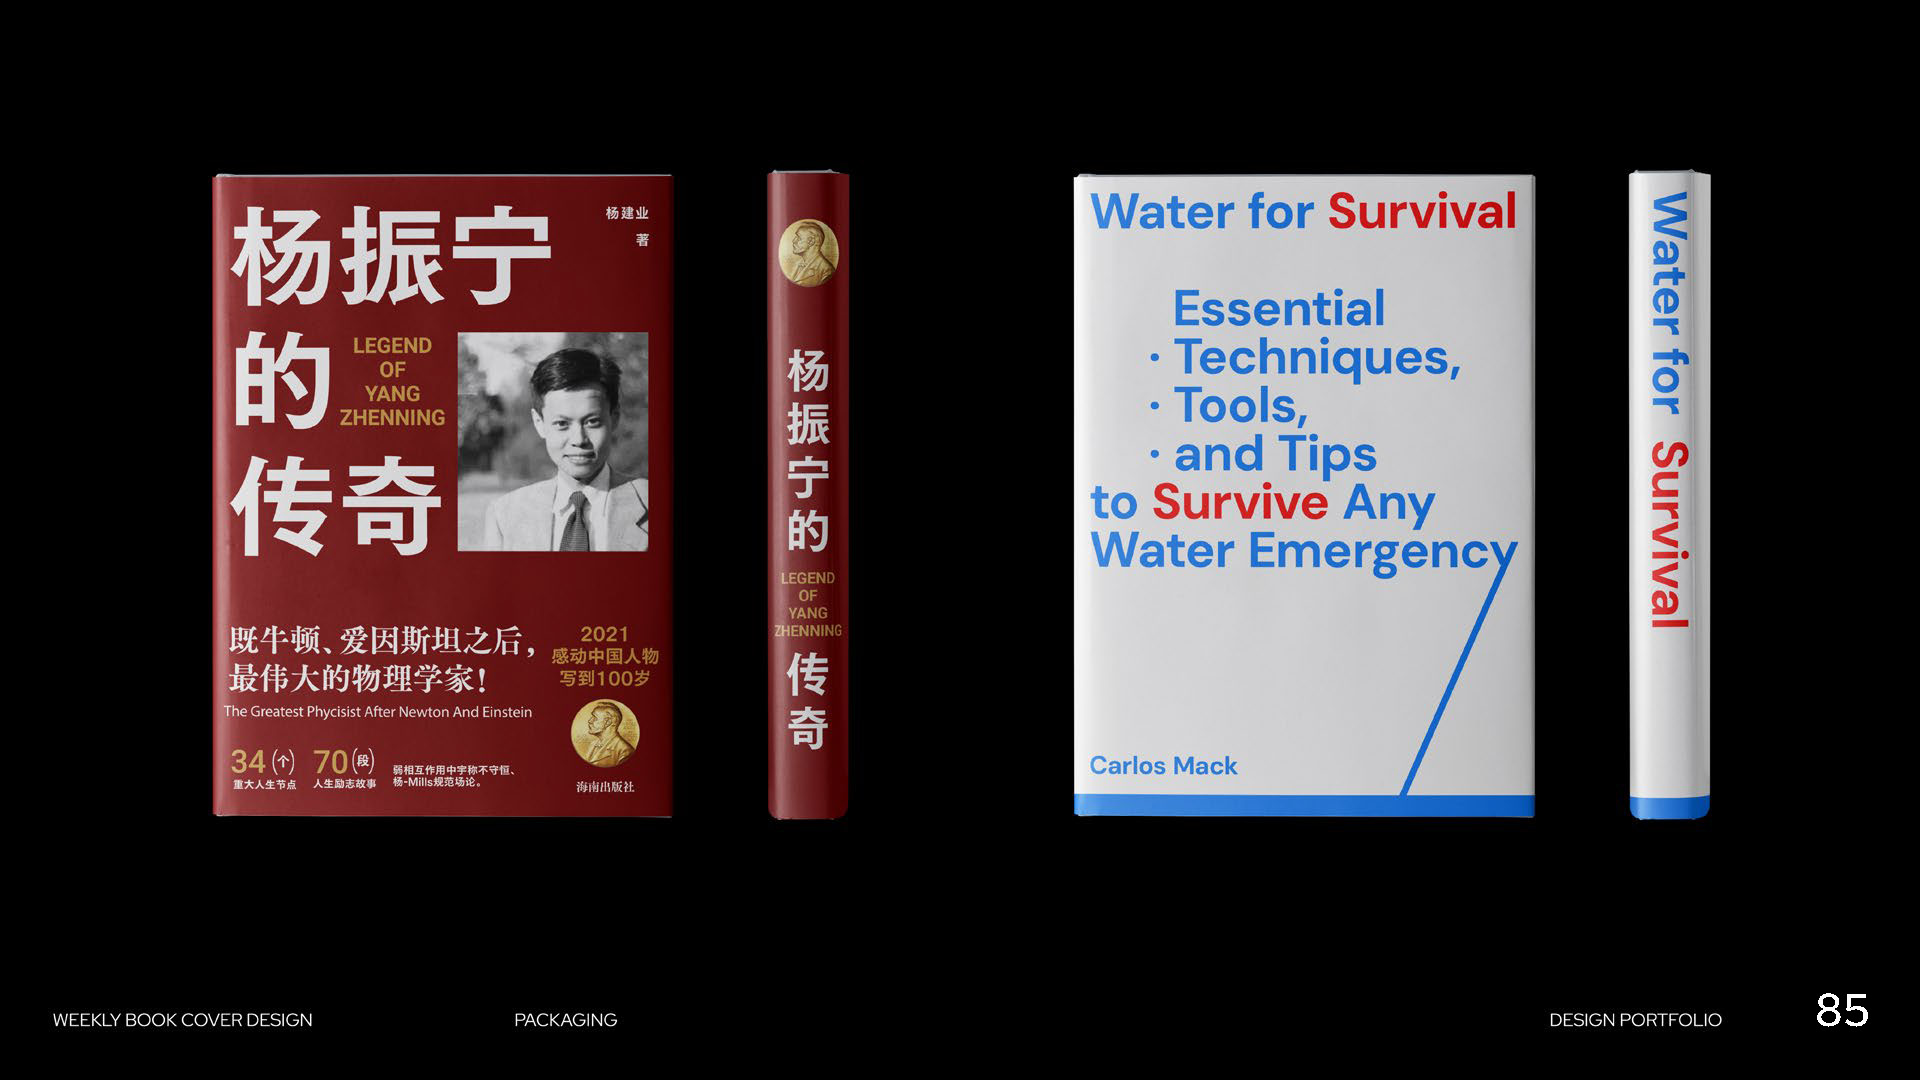 杨振宁
的
传奇
杨建业
著
LEGEND
OF
YANG
ZHENNING
既牛顿、爱因斯坦之后，
最伟大的物理学家！
The Greatest Phycisist After Newton And Einstein
2021
感动中国人物
写到100岁
34(个)
重大人生节点
70(段)
人生励志故事
弱相互作用中宇称不守恒、
杨-Mills规范场论。
海南出版社
杨振宁的
LEGEND
OF
YANG
ZHENNING
传奇
Water for Survival
Essential
· Techniques,
· Tools,
· and Tips
to Survive Any
Water Emergency
Carlos Mack
Water for Survival
WEEKLY BOOK COVER DESIGN
PACKAGING
DESIGN PORTFOLIO
85